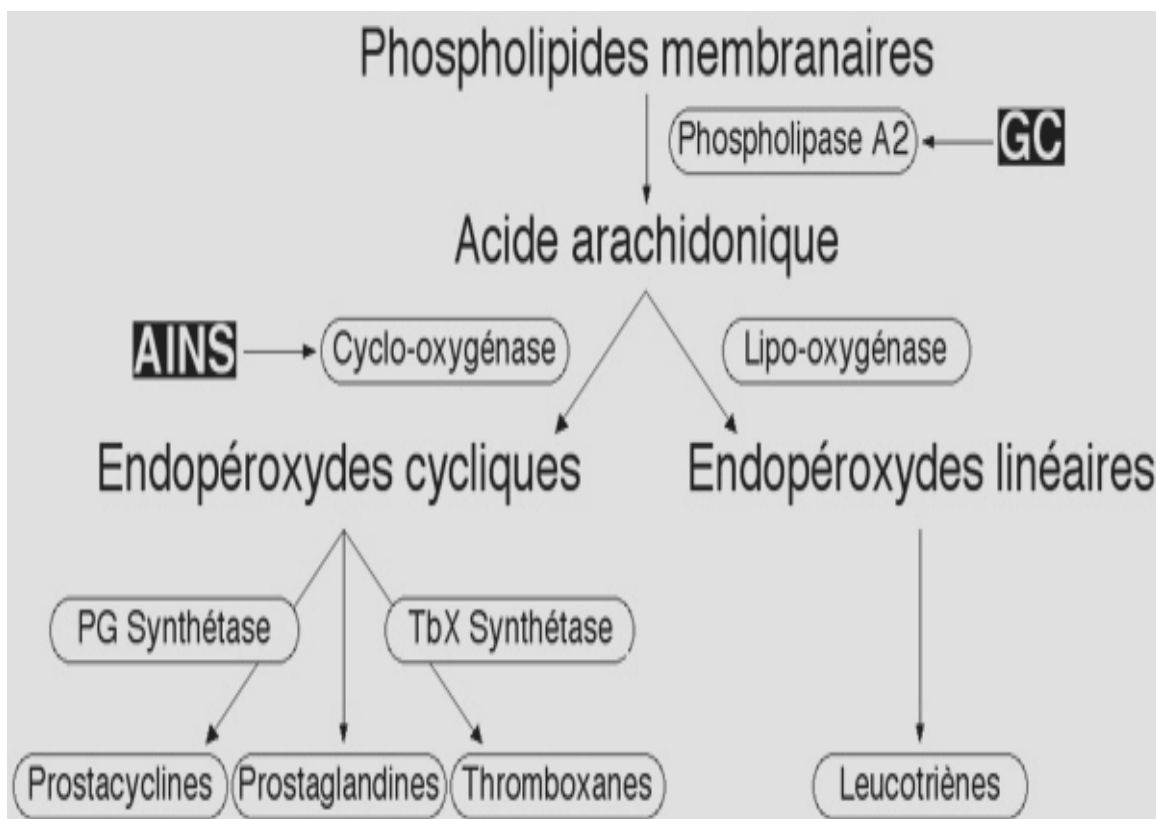 Phospholipides membranaires
Phospholipase A2
GC
Acide arachidonique
AINS
Cyclo-oxygénase
Lipo-oxygénase
Endopéroxydes cycliques
Endopéroxydes linéaires
PG Synthétase
TbX Synthétase
Prostacyclines
Prostaglandines
Thromboxanes
Leucotriènes